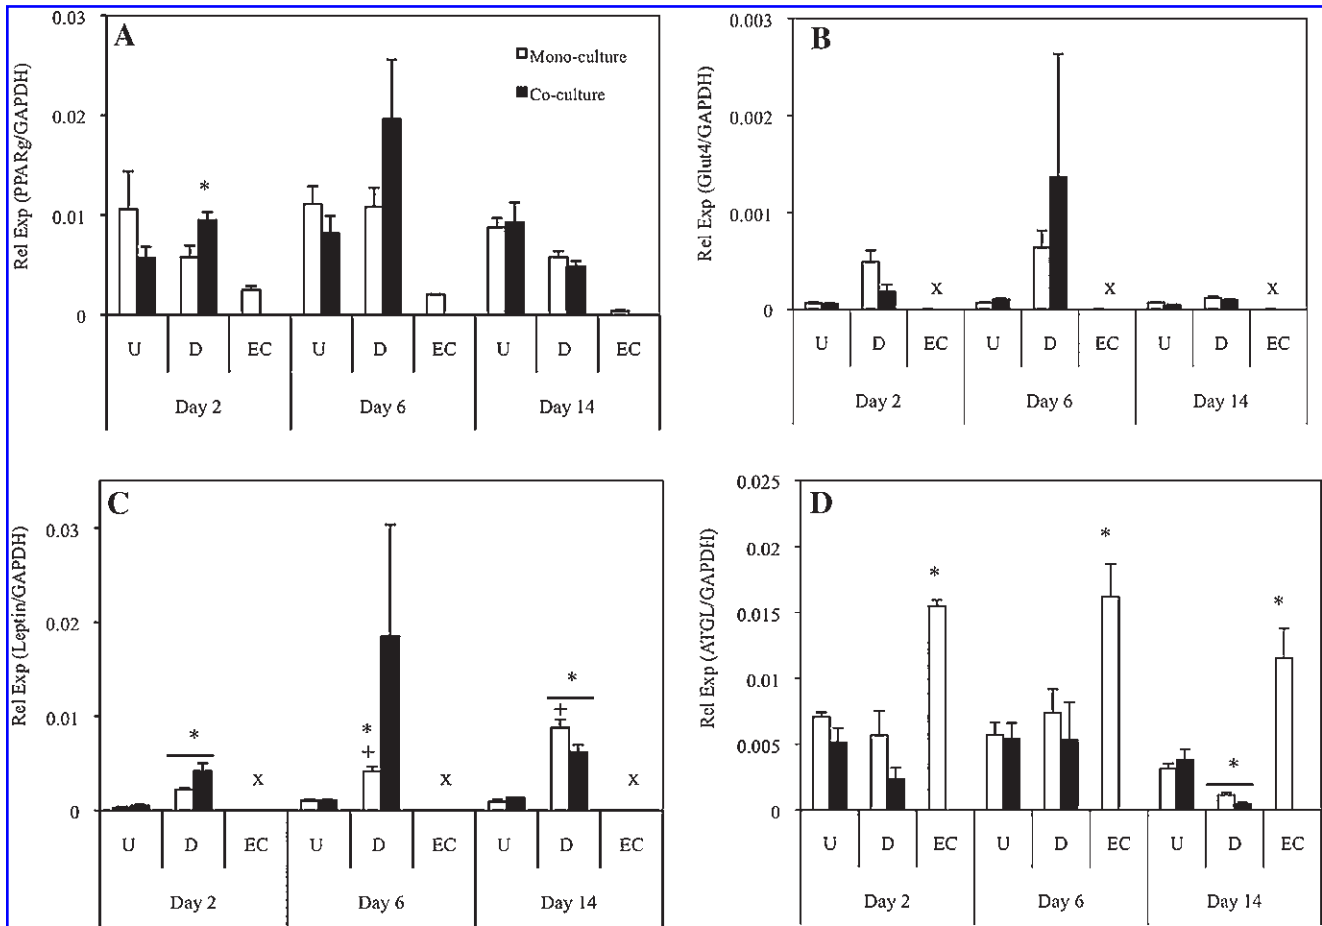 A
Rel Exp (PPARg/GAPDH)
0.03
0.02
0.01
0
Mono-culture
Co-culture
*
U D EC U D EC U D EC
Day 2 Day 6 Day 14
B
Rel Exp (Glut4/GAPDH)
0.003
0.002
0.001
0
x x x
U D EC U D EC U D EC
Day 2 Day 6 Day 14
C
Rel Exp (Leptin/GAPDH)
0.03
0.02
0.01
0
* x * + x * + x
U D EC U D EC U D EC
Day 2 Day 6 Day 14
D
Rel Exp (ATGL/GAPDH)
0.025
0.02
0.015
0.01
0.005
0
* * * *
U D EC U D EC U D EC
Day 2 Day 6 Day 14